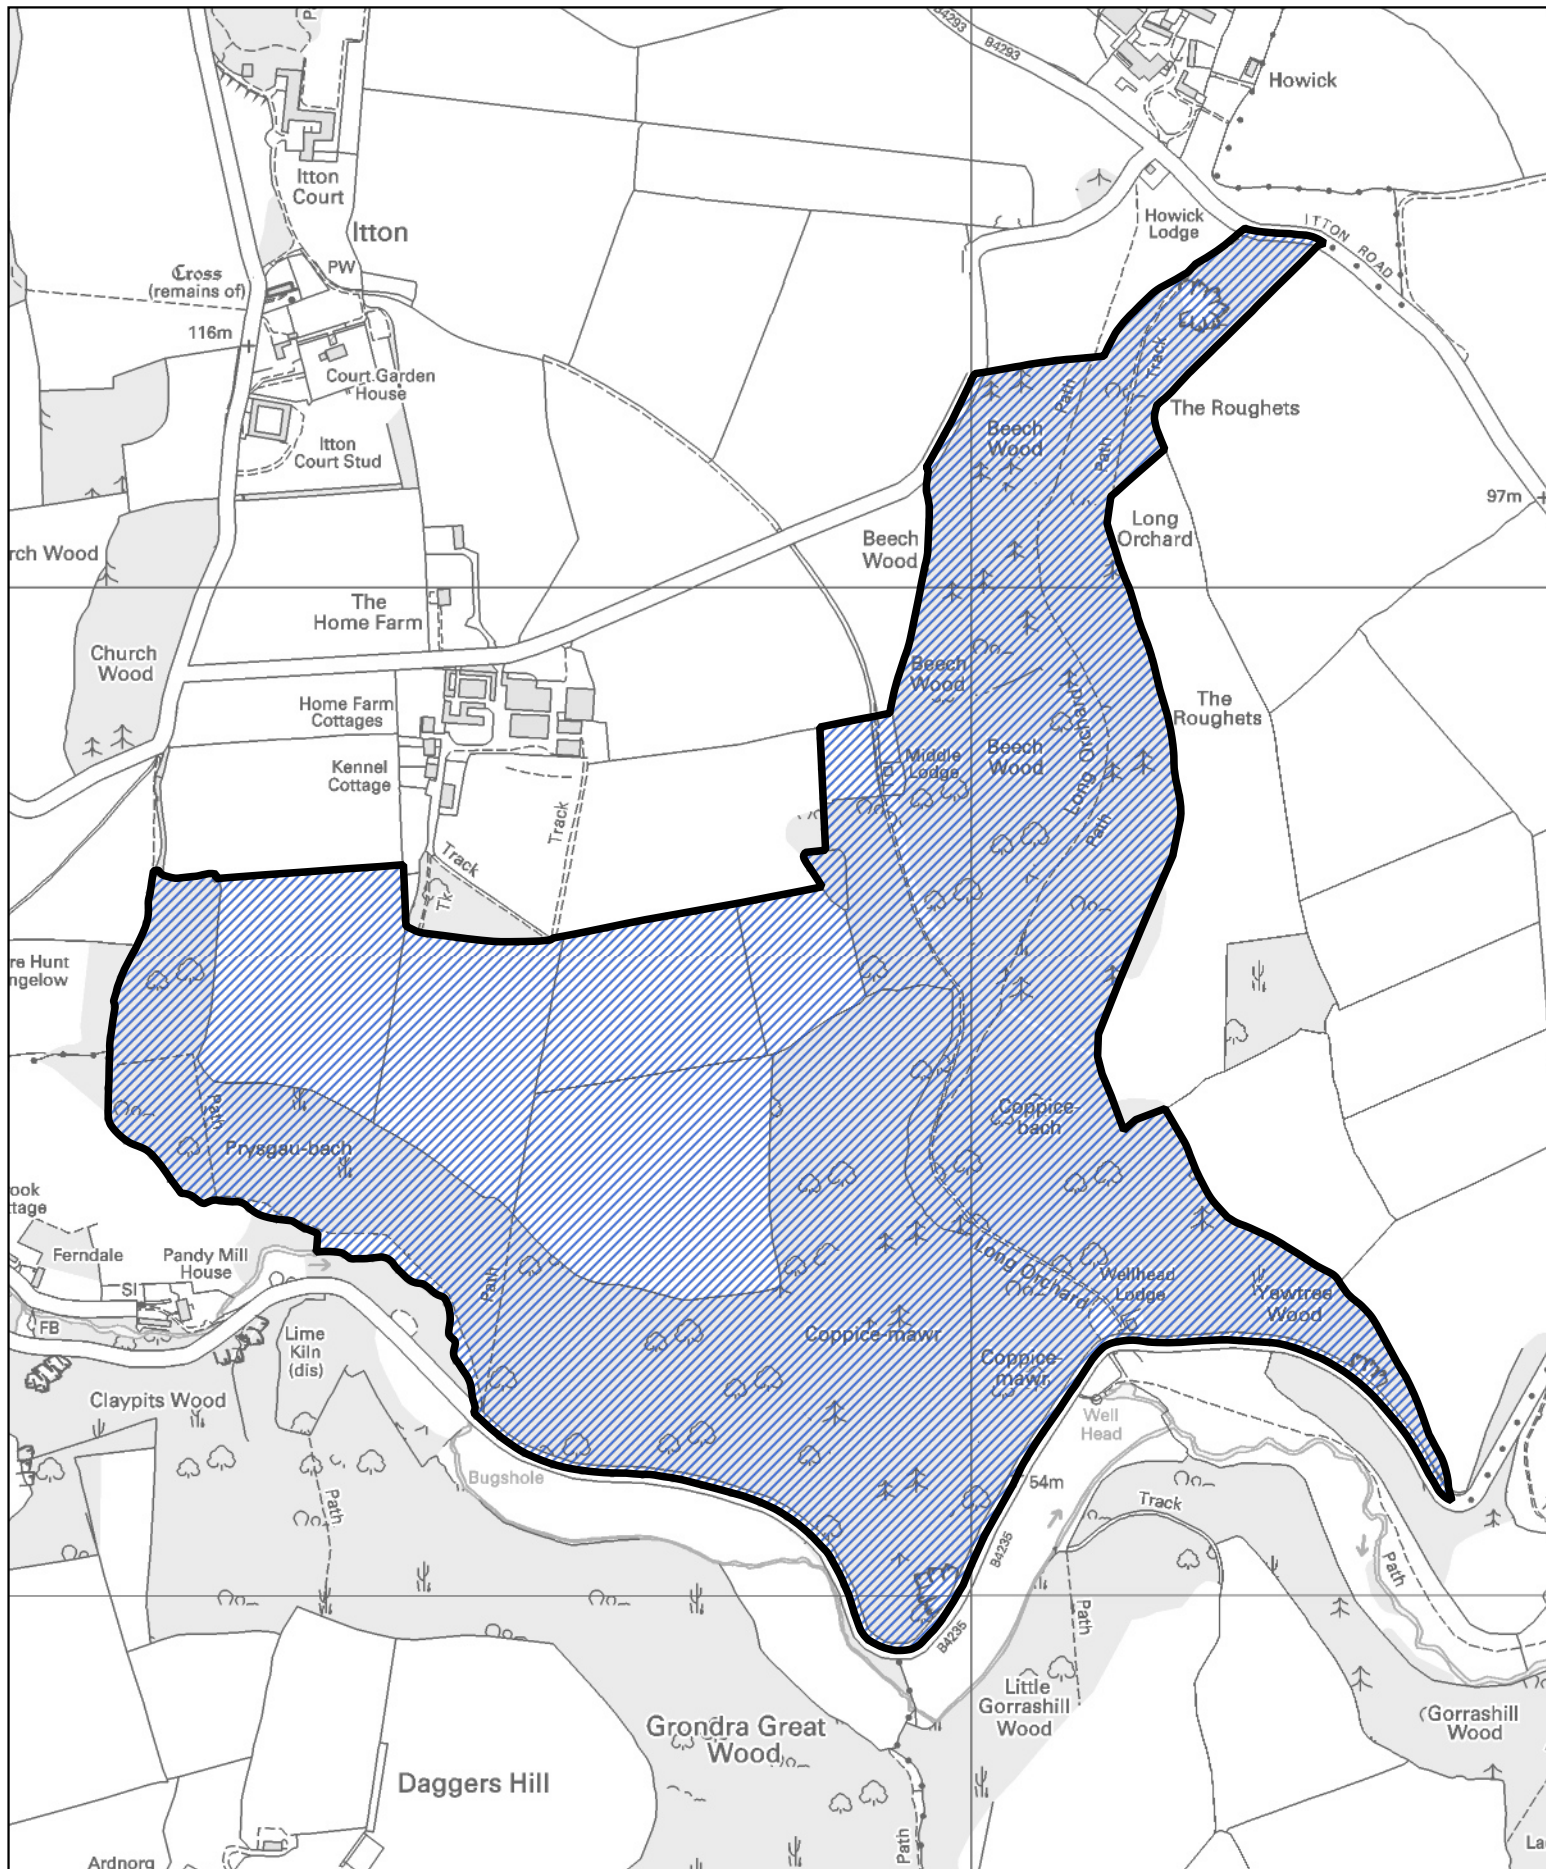 B4293
B4293
Howick
Itton
Court
Howick
Lodge
ITTON ROAD
Itton
PW
Cross
(remains of)
116m
Track
Court Garden
House
Path
The Roughets
Beech
Wood
Itton
Court Stud
Path
97m
Long
Orchard
rch Wood
Beech
Wood
The
Home Farm
Church
Wood
Beech
Wood
Long Orchard
Home Farm
Cottages
The
Roughets
Beech
Wood
Middle
Lodge
Kennel
Cottage
Track
Path
Track
Tk
re Hunt
ngelow
Path
Coppice-
bach
Prysgau-bach
ook
ttage
Ferndale
Pandy Mill
House
Long Orchard
Wellhead
Lodge
Path
Yewtree
Wood
SI
FB
Lime
Kiln
(dis)
Coppice-mawr
Coppice-
mawr
Claypits Wood
Well
Head
Bugshole
54m
Track
Path
B4235
Path
Path
B4235
Little
Gorrashill
Wood
Gorrashill
Wood
Grondra Great
Wood
Daggers Hill
Path
Ardnorg
La